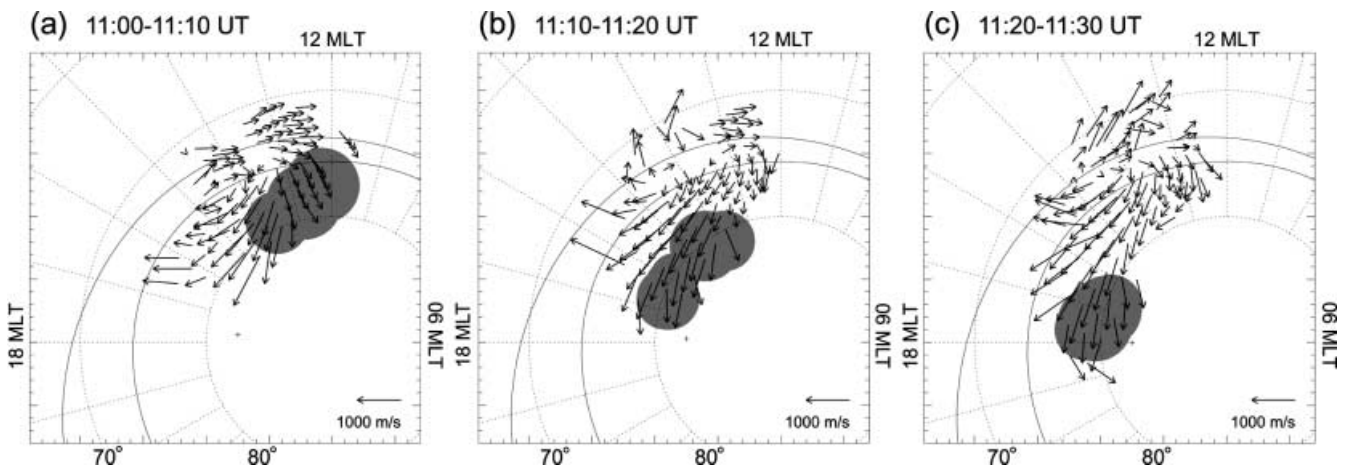 (a) 11:00-11:10 UT
12 MLT
18 MLT
06 MLT
1000 m/s
70°
80°
(b) 11:10-11:20 UT
12 MLT
18 MLT
06 MLT
1000 m/s
70°
80°
(c) 11:20-11:30 UT
12 MLT
18 MLT
06 MLT
1000 m/s
70°
80°